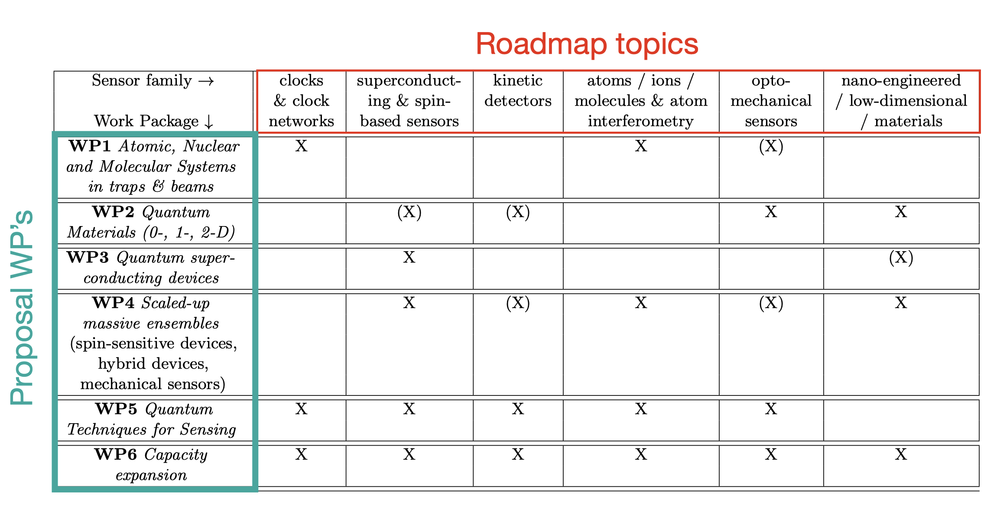 Roadmap topics
Proposal WP's
Sensor family → clocks superconduct- kinetic atoms / ions / opto- nano-engineered
& clock ing & spin- detectors molecules & atom mechanical / low-dimensional
Work Package ↓ networks based sensors interferometry sensors / materials
WP1 Atomic, Nuclear X X (X)
and Molecular Systems
in traps & beams
WP2 Quantum (X) (X) X X
Materials (0-, 1-, 2-D)
WP3 Quantum super- X (X)
conducting devices
WP4 Scaled-up X (X) X (X) X
massive ensembles
(spin-sensitive devices,
hybrid devices,
mechanical sensors)
WP5 Quantum X X X X X
Techniques for Sensing
WP6 Capacity X X X X X X
expansion